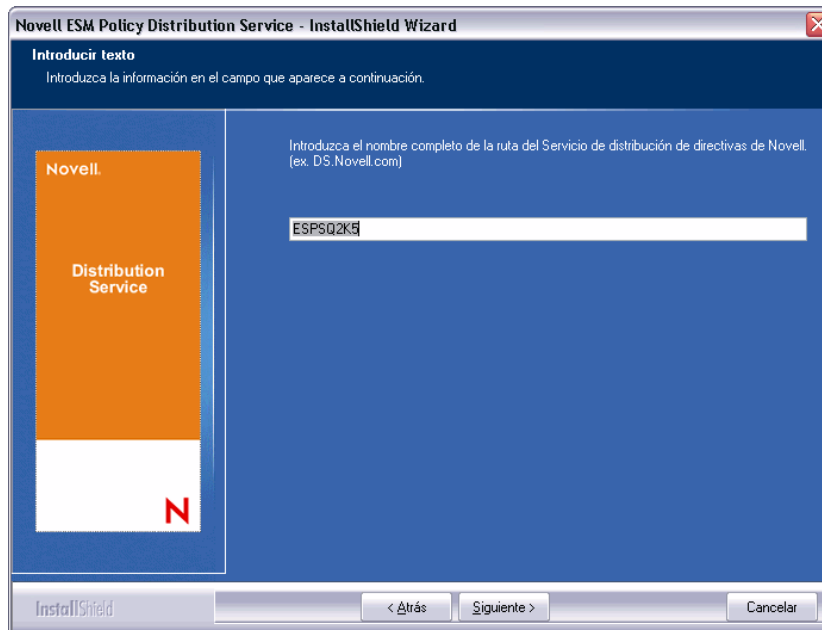 Novell ESM Policy Distribution Service - InstallShield Wizard
Introducir texto
Introduzca la información en el campo que aparece a continuación.
Introduzca el nombre completo de la ruta del Servicio de distribución de directivas de Novell.
(ex. DS.Novell.com)
ESPSQ2K5
Novell.
Distribution
Service
N
InstallShield
< Atrás
Siguiente >
Cancelar